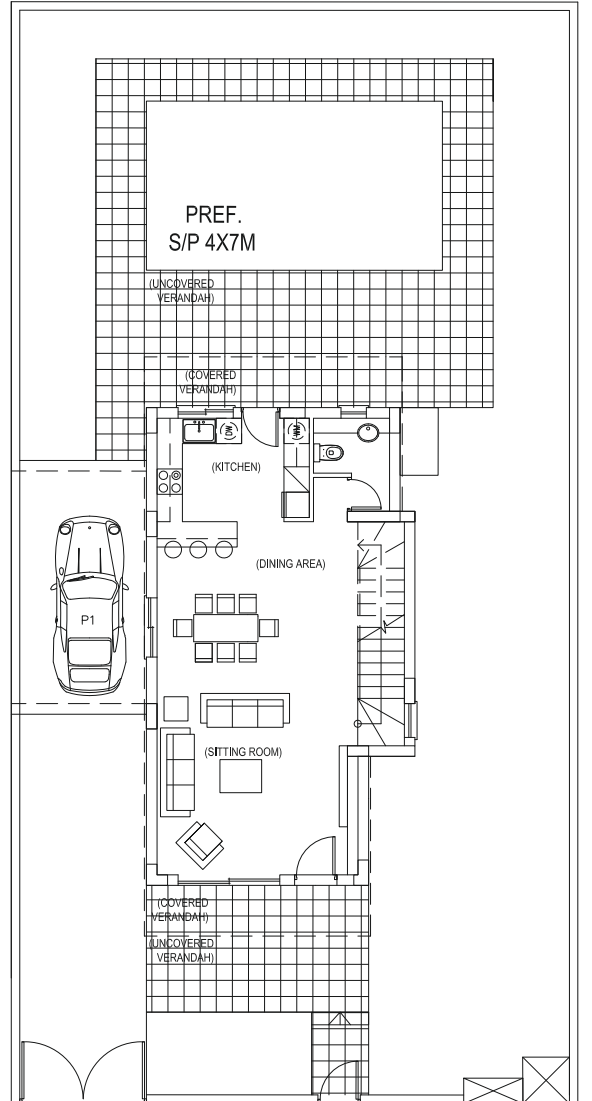 PREF.
S/P 4X7M
(UNCOVERED
VERANDAH)
(COVERED
VERANDAH)
DW
WM
(KITCHEN)
(DINING AREA)
P1
(SITTING ROOM)
(COVERED
VERANDAH)
(UNCOVERED
VERANDAH)